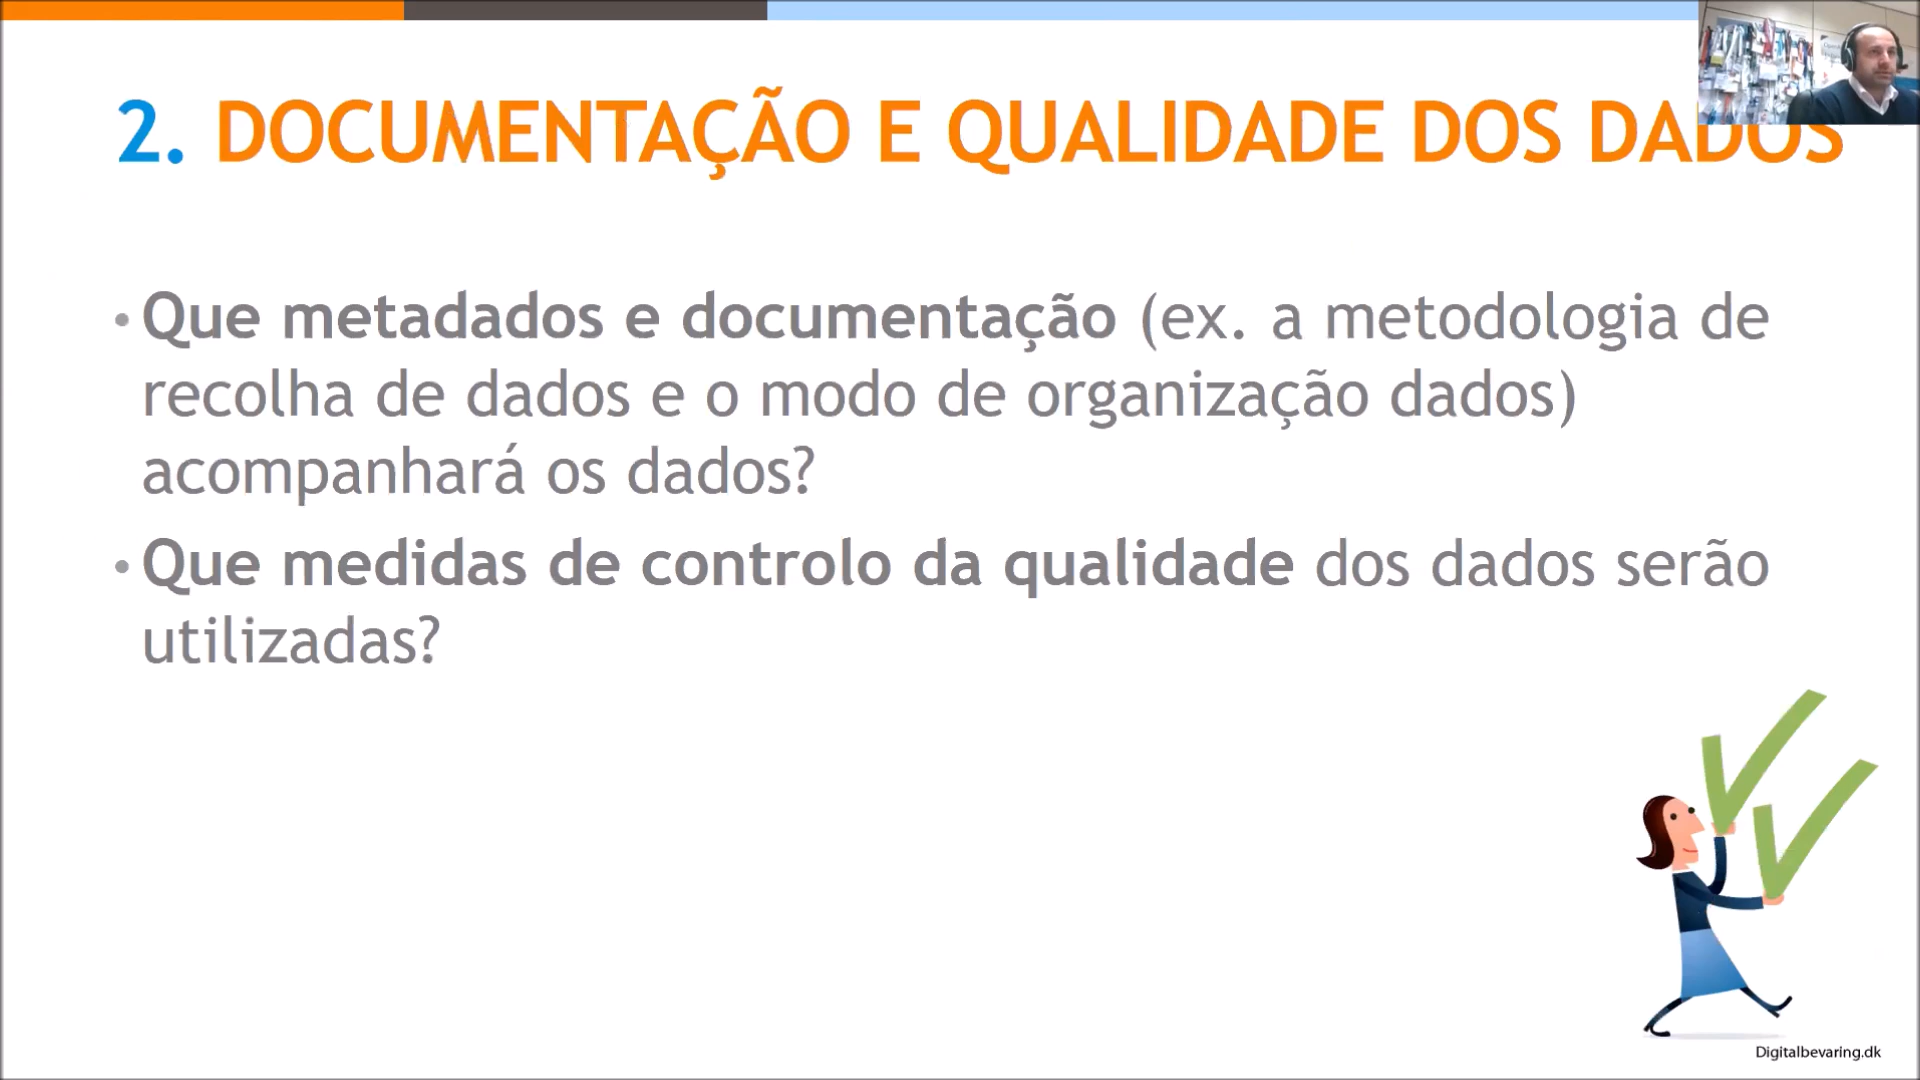 2. DOCUMENTAÇÃO E QUALIDADE DOS DADOS
• Que metadados e documentação (ex. a metodologia de
recolha de dados e o modo de organização dados)
acompanhará os dados?
• Que medidas de controlo da qualidade dos dados serão
utilizadas?
Digitalbevaring.dk